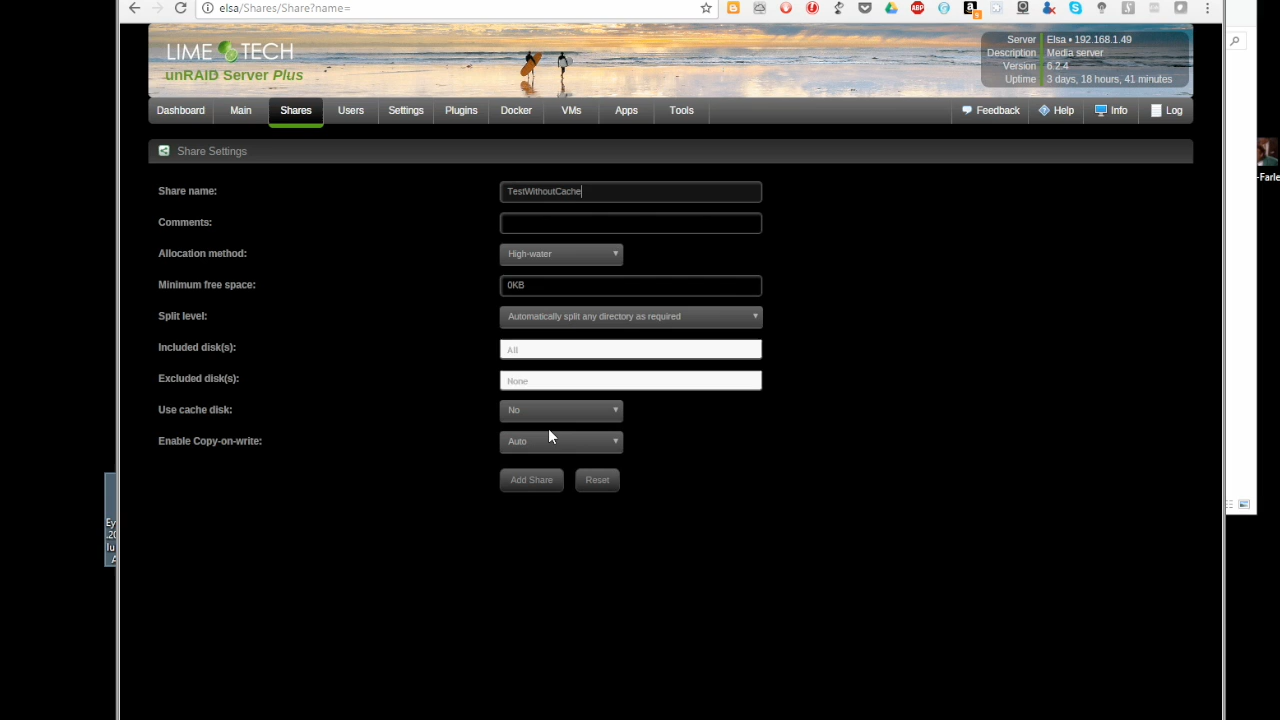 elsa/Shares/Share?name=
LIME TECH
unRAID Server Plus
Server Elsa • 192.168.1.49
Description Media server
Version 6.2.4
Uptime 3 days, 18 hours, 41 minutes
Dashboard Main Shares Users Settings Plugins Docker VMs Apps Tools Feedback Help Info Log
Share Settings
Share name: TestWithoutCache
Comments:
Allocation method: High-water
Minimum free space: 0KB
Split level: Automatically split any directory as required
Included disk(s): All
Excluded disk(s): None
Use cache disk: No
Enable Copy-on-write: Auto
Add Share Reset
-Farle
Ey
.20
lu